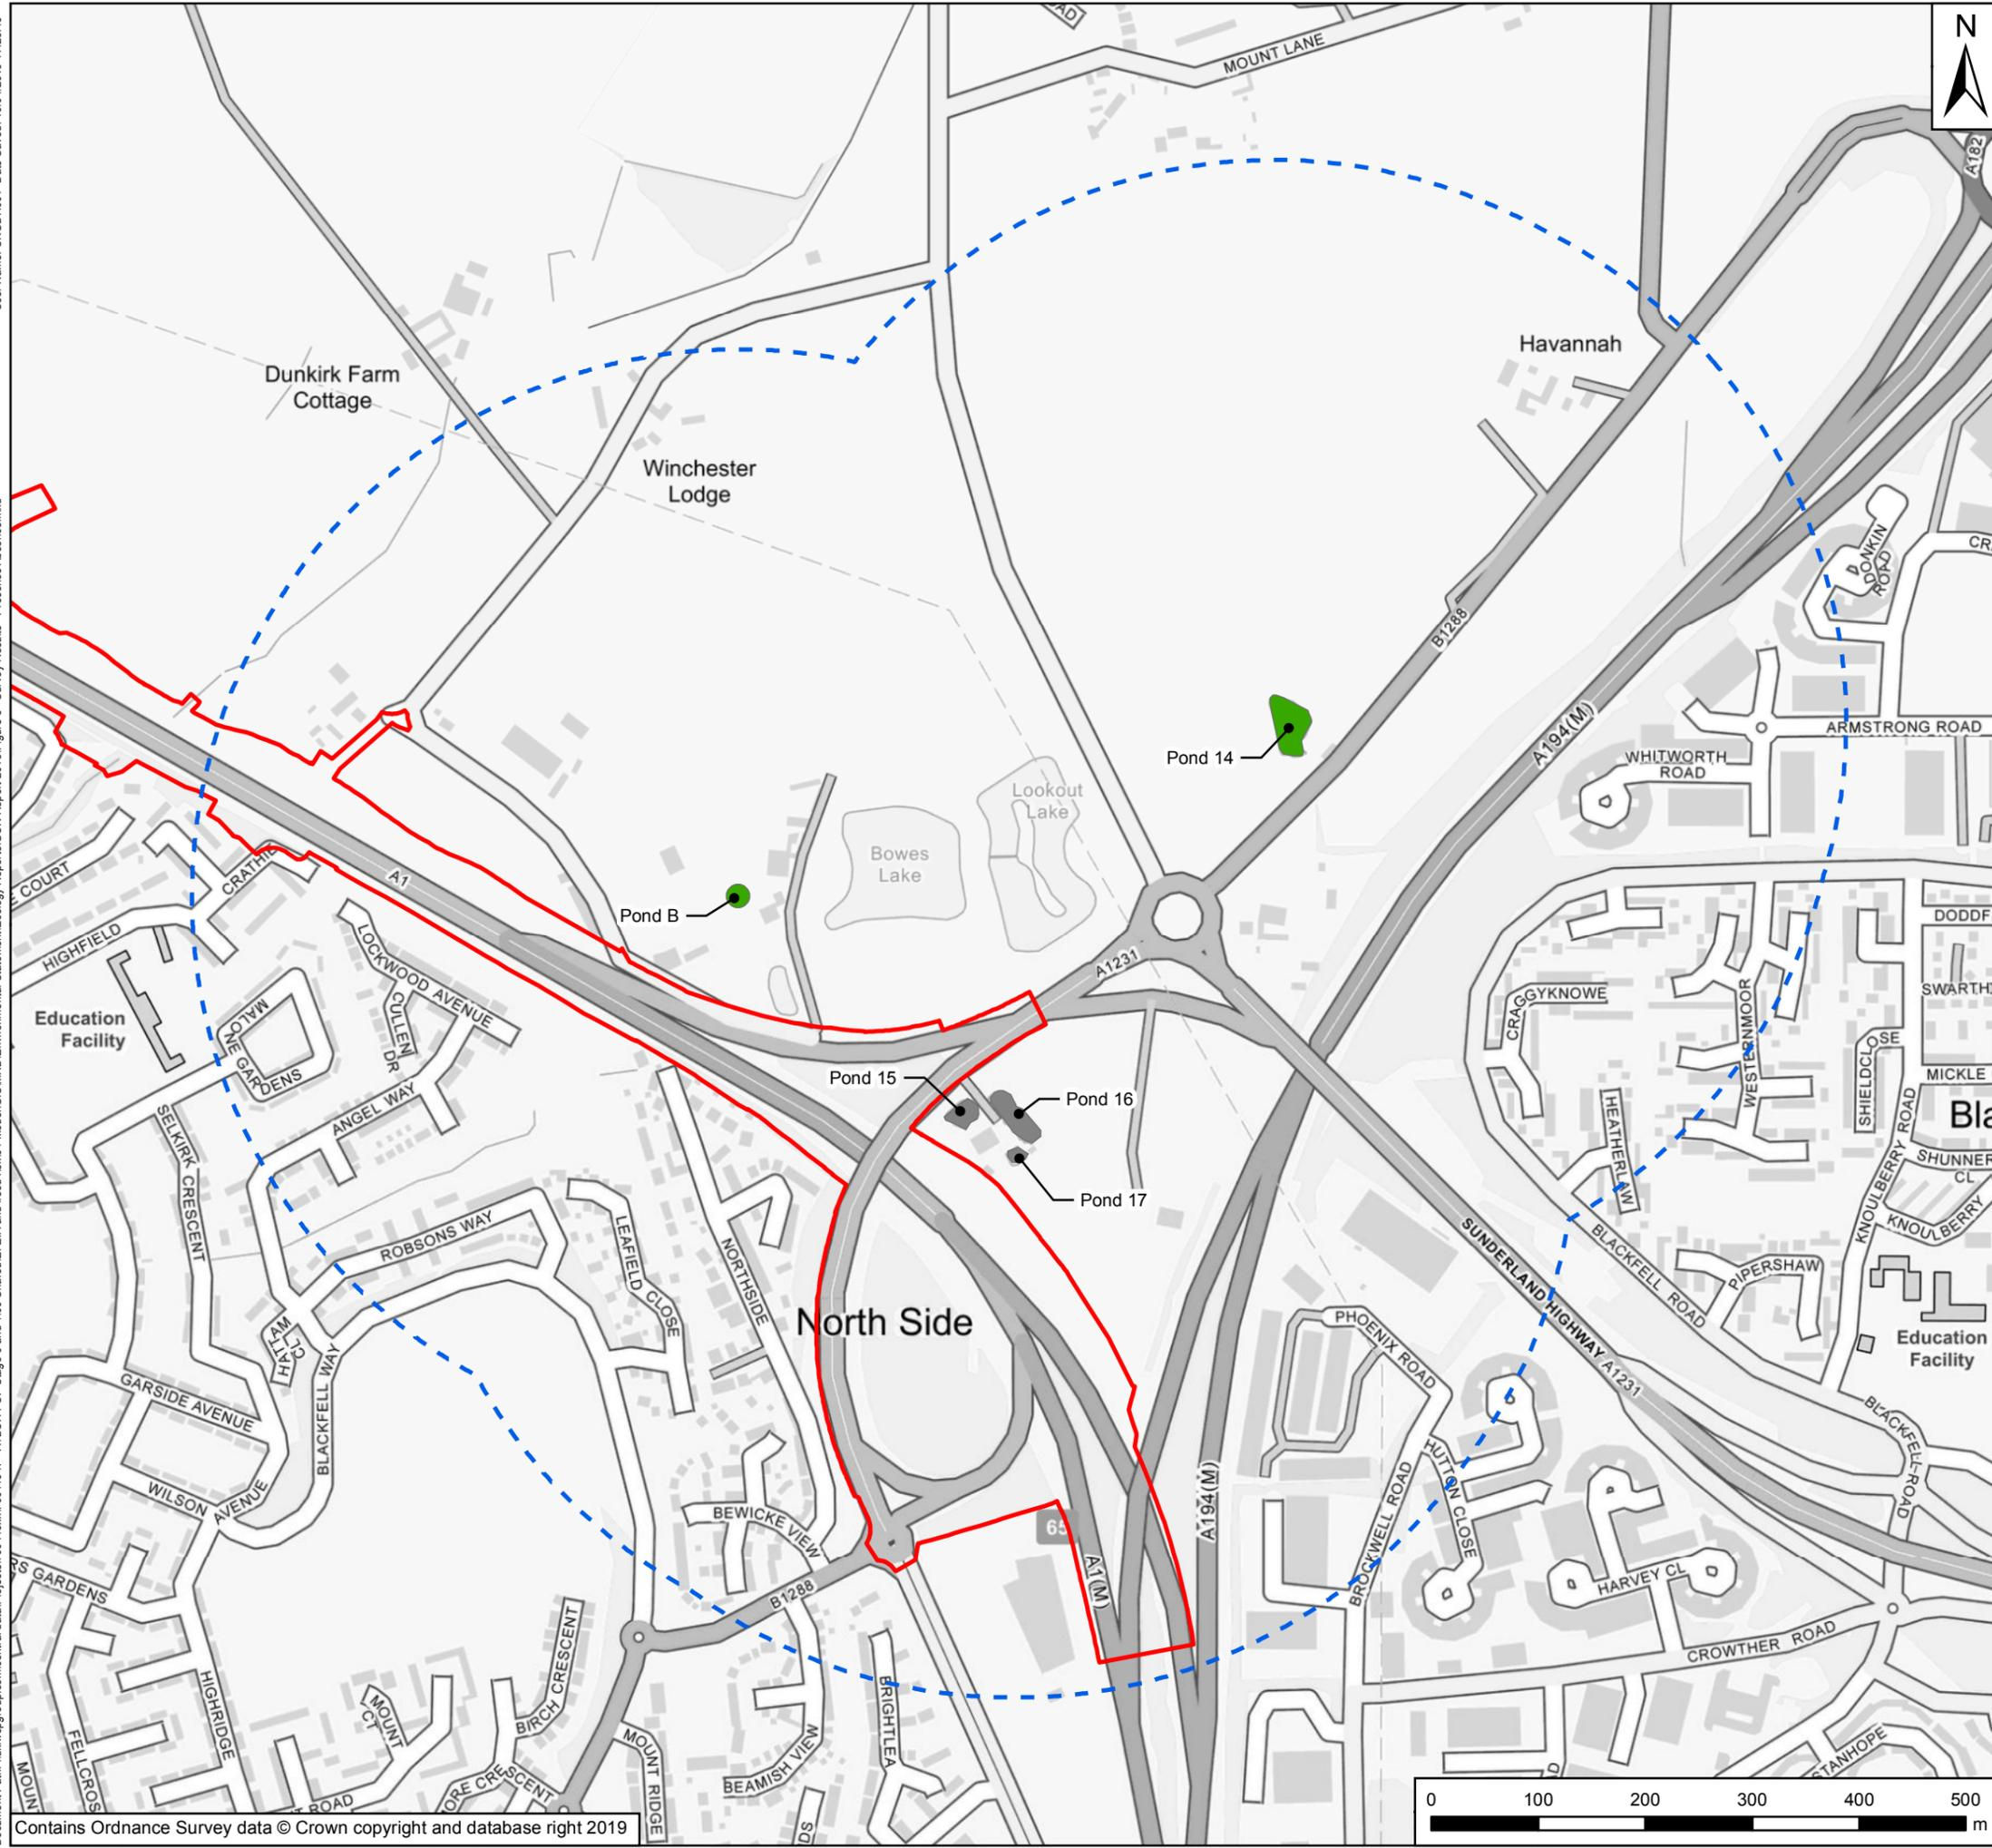 N
MOUNT LANE
A182
Havannah
Dunkirk Farm
Cottage
Winchester
Lodge
DONKIN
ROAD
B1288
A194(M)
ARMSTRONG ROAD
WHITWORTH
ROAD
Pond 14
Lookout
Lake
Bowes
Lake
Pond B
A1
COURT
HIGHFIELD
LOCKWOOD AVENUE
CULLEN
DR
MALONE GARDENS
Education
Facility
ANGEL WAY
SELKIRK CRESCENT
A1231
CRAGGYKNOWE
WESTERNMOOR
SHIELDCLOSE
MICKLE
HEATHERLAW
KNOULBERRY ROAD
KNOULBERRY
CL
Pond 15
Pond 16
Pond 17
ROBSONS WAY
LEAFIELD CLOSE
NORTHSIDE
North Side
SUNDERLAND HIGHWAY A1231
BLACKFELL ROAD
PIPERSHAW
Education
Facility
PHOENIX ROAD
BLACKFELL ROAD
HATTAM
CL
GARSIDE AVENUE
BLACKFELL WAY
WILSON AVENUE
BEWICKE VIEW
B1288
65
A1(M)
A194(M)
BROCKWELL ROAD
HUTTON CLOSE
HARVEY CL
CROWTHER ROAD
GARDENS
HIGHRIDGE
BIRCH CRESCENT
MOUNT
CT
FELLCROS
MOUN
CRESCENT
ROAD
MOUNT RIDGE
BEAMISH VIEW
BRIGHTLEA
STANHOPE
0 100 200 300 400 500
m
Contains Ordnance Survey data © Crown copyright and database right 2019